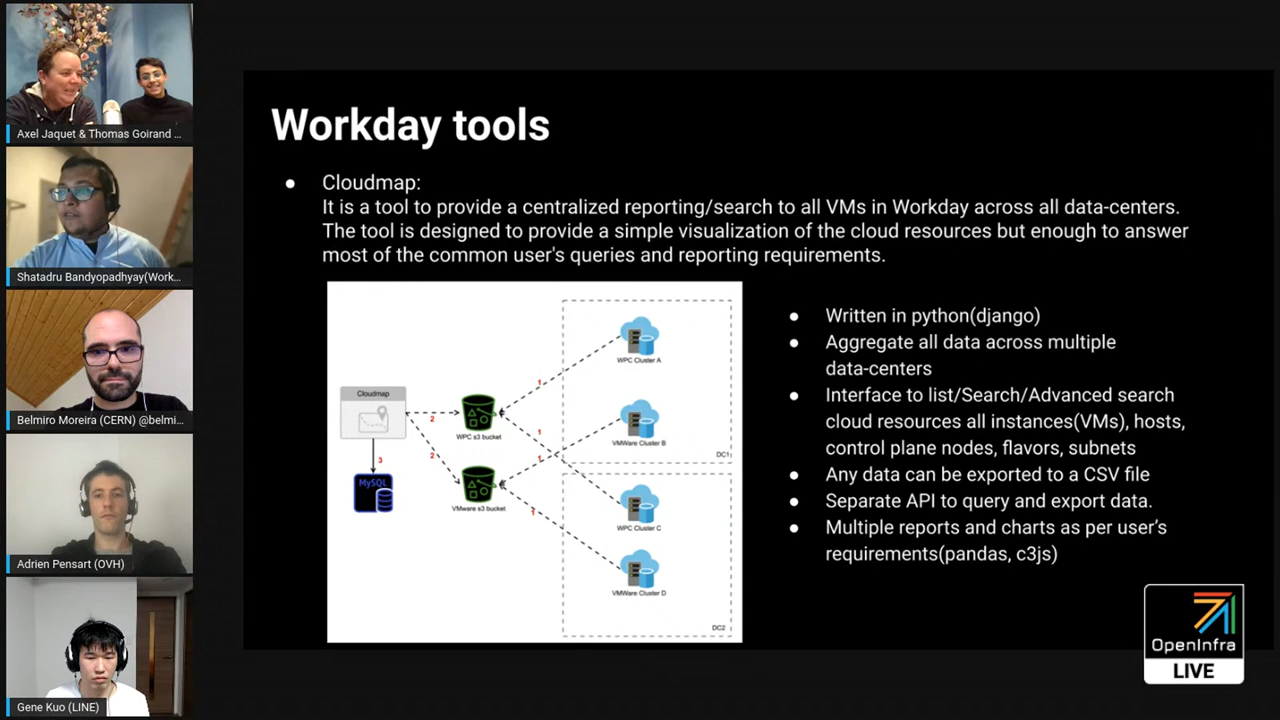 Axel Jaquet & Thomas Goirand ...
Shatadru Bandyopadhyay(Work...
Belmiro Moreira (CERN) @belmi...
Adrien Pensart (OVH)
Gene Kuo (LINE)
Workday tools
● Cloudmap:
It is a tool to provide a centralized reporting/search to all VMs in Workday across all data-centers.
The tool is designed to provide a simple visualization of the cloud resources but enough to answer
most of the common user's queries and reporting requirements.
Cloudmap
MySQL
WPC s3 bucket
VMware s3 bucket
1
1
1
1
2
2
3
WPC Cluster A
VMWare Cluster B
DC1
WPC Cluster C
VMWare Cluster D
DC2
● Written in python(django)
● Aggregate all data across multiple
data-centers
● Interface to list/Search/Advanced search
cloud resources all instances(VMs), hosts,
control plane nodes, flavors, subnets
● Any data can be exported to a CSV file
● Separate API to query and export data.
● Multiple reports and charts as per user's
requirements(pandas, c3js)
OpenInfra
LIVE